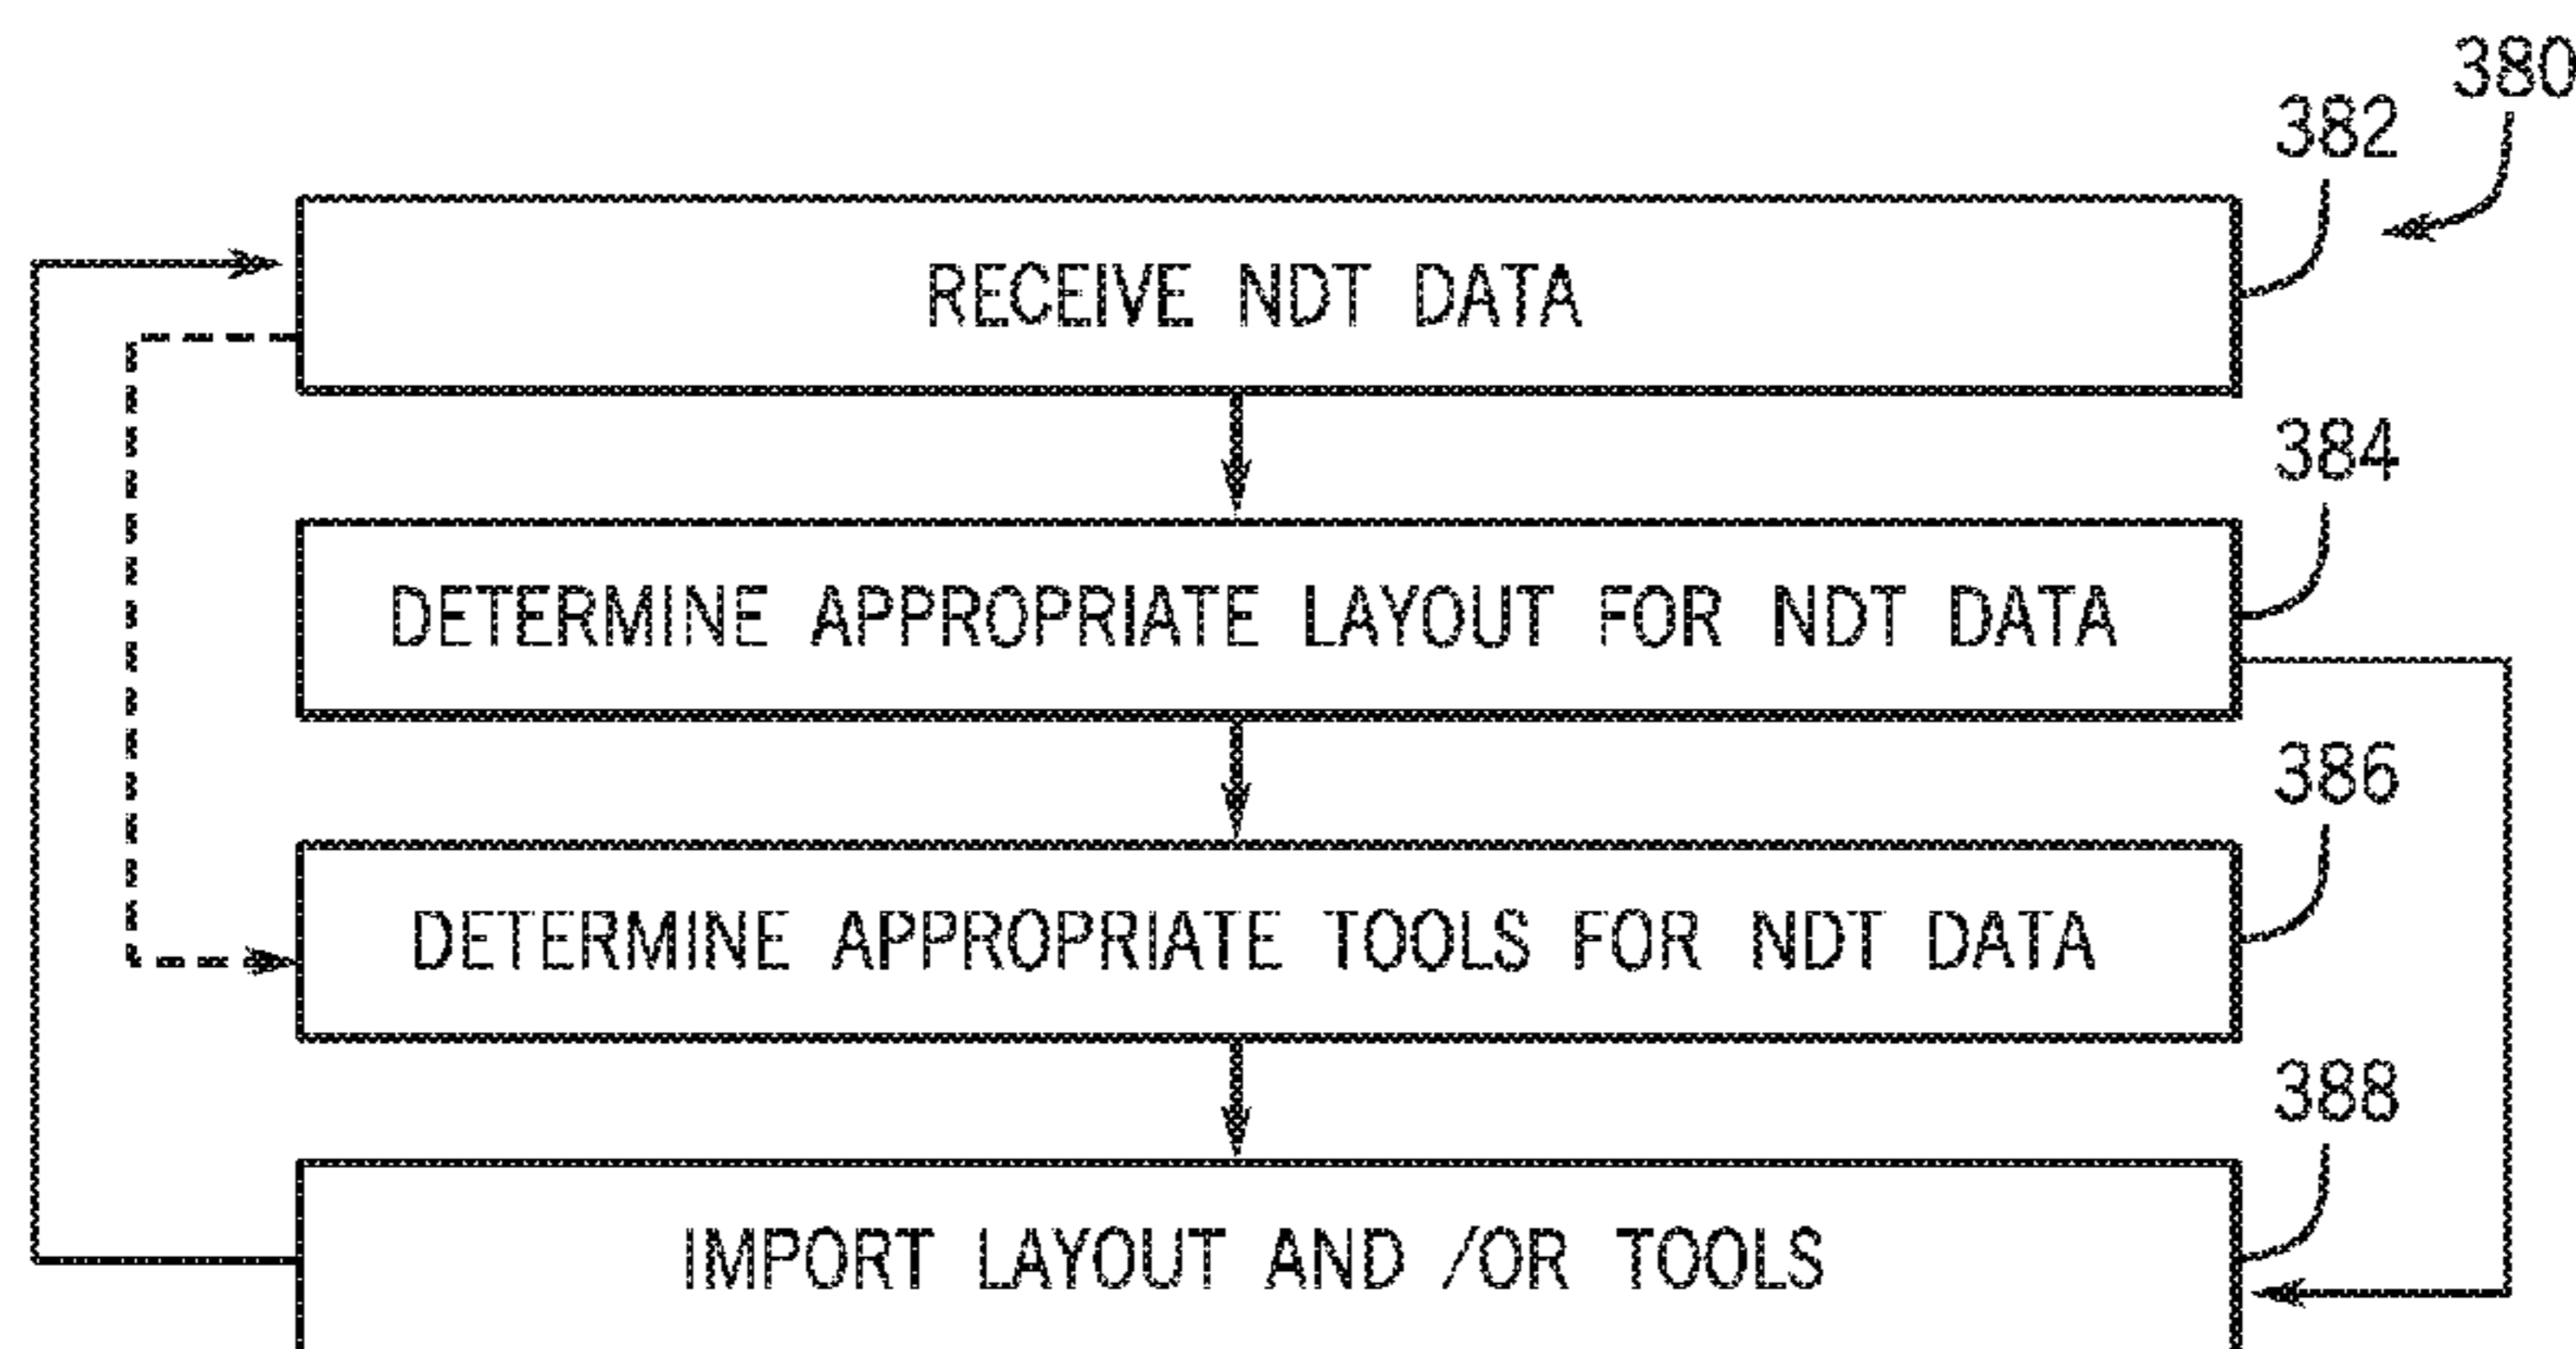 380
382
RECEIVE NDT DATA
384
DETERMINE APPROPRIATE LAYOUT FOR NDT DATA
386
DETERMINE APPROPRIATE TOOLS FOR NDT DATA
388
IMPORT LAYOUT AND /OR TOOLS